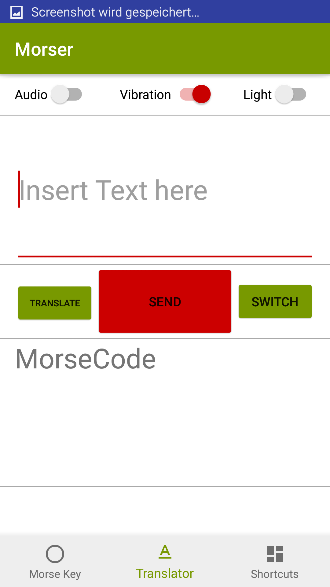 Screenshot wird gespeichert...
Morser
Audio Vibration Light
Insert Text here
TRANSLATE SEND SWITCH
MorseCode
Morse Key Translator Shortcuts